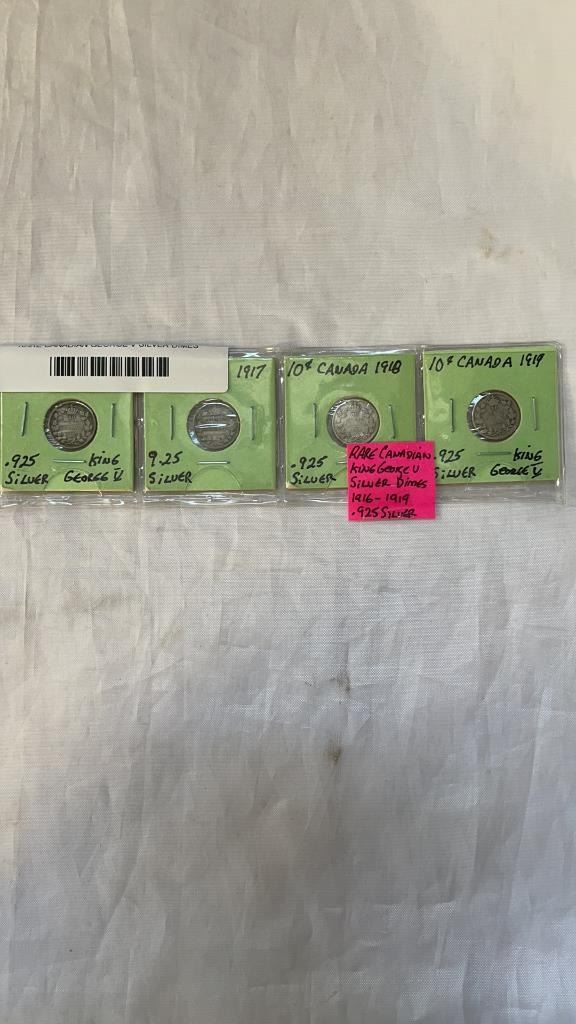 RARE CANADIAN GEORGE V SILVER DIMES
.925 KING
SILVER GEORGE V
1917
9.25
SILVER
10¢ CANADA 1918
.925
SILVER
RARE CANADIAN
KING GEORGE V
SILVER DIMES
1916-1919
.925 SILVER
10¢ CANADA 1919
.925 KING
SILVER GEORGE V